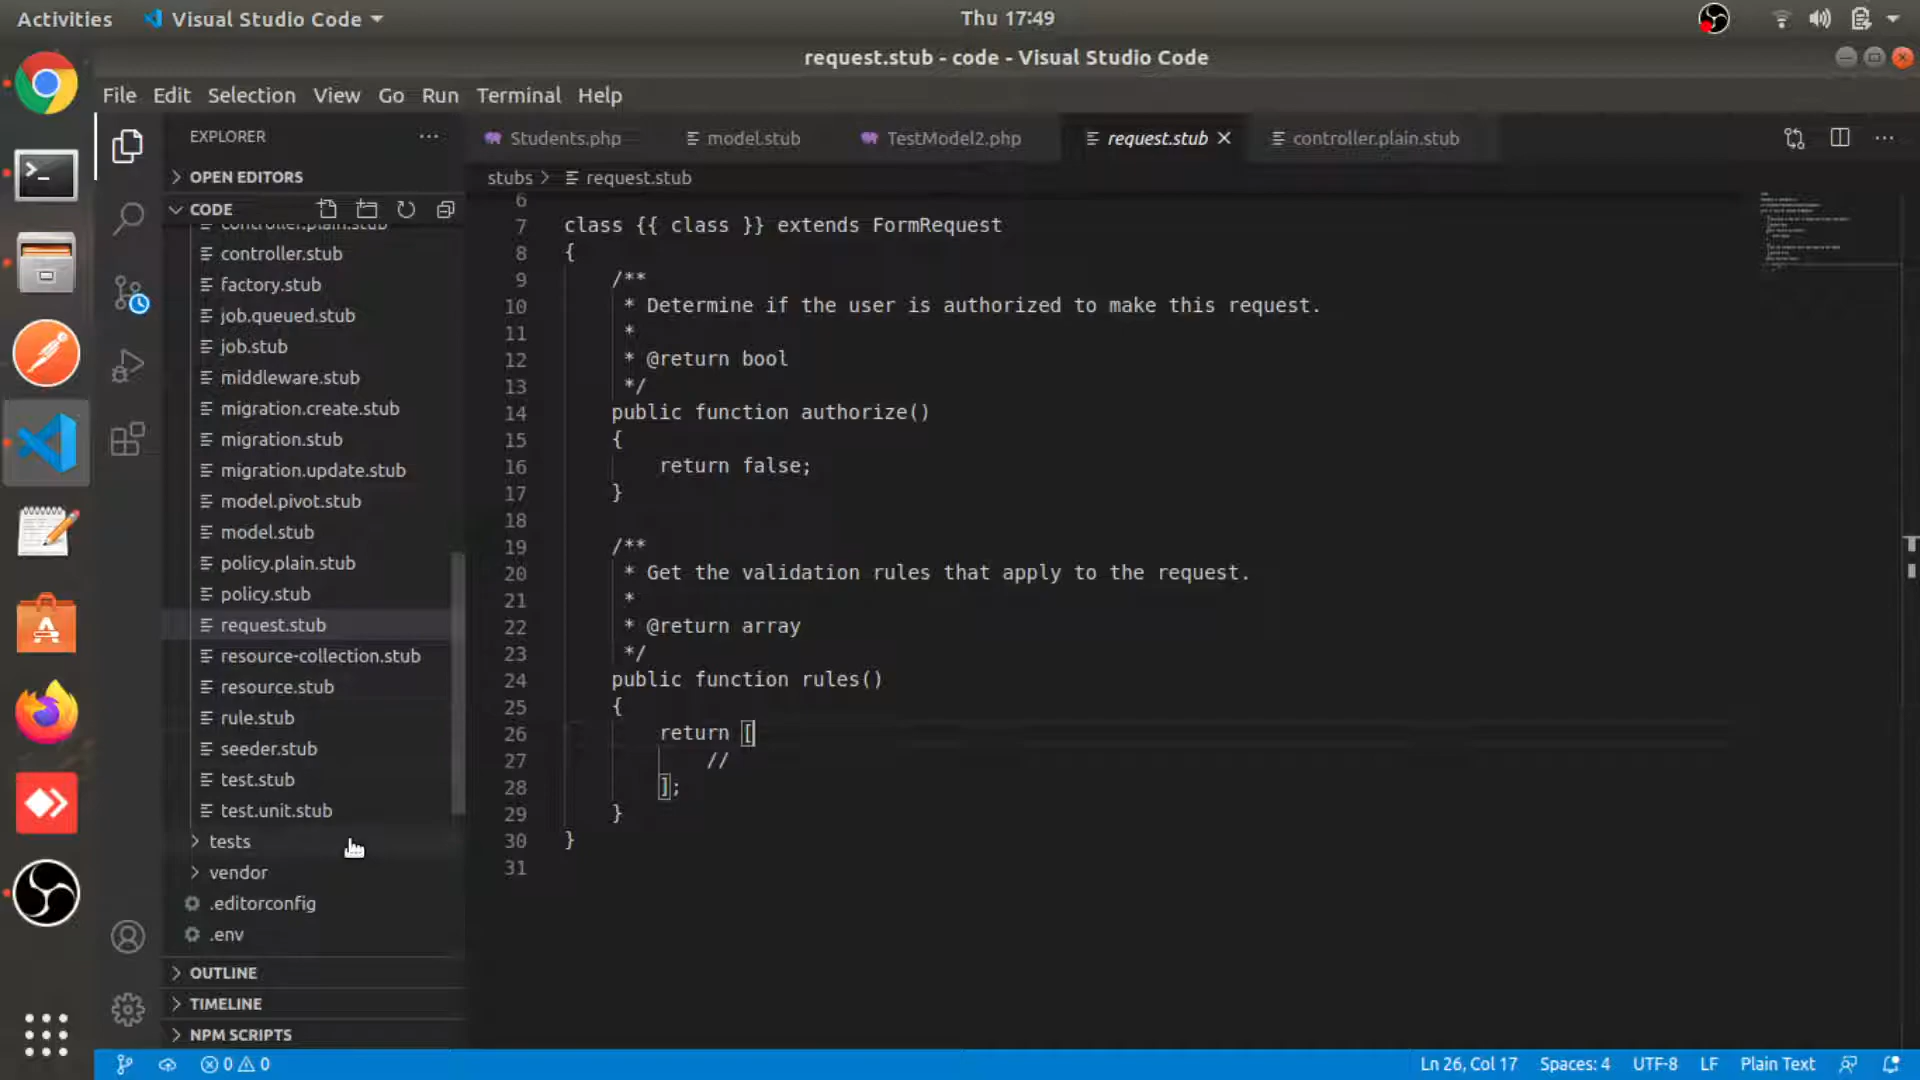 Activities
Visual Studio Code
Thu 17:49
request.stub - code - Visual Studio Code
File Edit Selection View Go Run Terminal Help
EXPLORER
OPEN EDITORS
CODE
controller.plain.stub
controller.stub
factory.stub
job.queued.stub
job.stub
middleware.stub
migration.create.stub
migration.stub
migration.update.stub
model.pivot.stub
model.stub
policy.plain.stub
policy.stub
request.stub
resource-collection.stub
resource.stub
rule.stub
seeder.stub
test.stub
test.unit.stub
tests
vendor
.editorconfig
.env
OUTLINE
TIMELINE
NPM SCRIPTS
Students.php
model.stub
TestModel2.php
request.stub
controller.plain.stub
stubs > request.stub
6
7 class {{ class }} extends FormRequest
8 {
9 /**
10 * Determine if the user is authorized to make this request.
11 *
12 * @return bool
13 */
14 public function authorize()
15 {
16 return false;
17 }
18
19 /**
20 * Get the validation rules that apply to the request.
21 *
22 * @return array
23 */
24 public function rules()
25 {
26 return [
27 //
28 ];
29 }
30 }
31
0 0
Ln 26, Col 17
Spaces: 4
UTF-8
LF
Plain Text